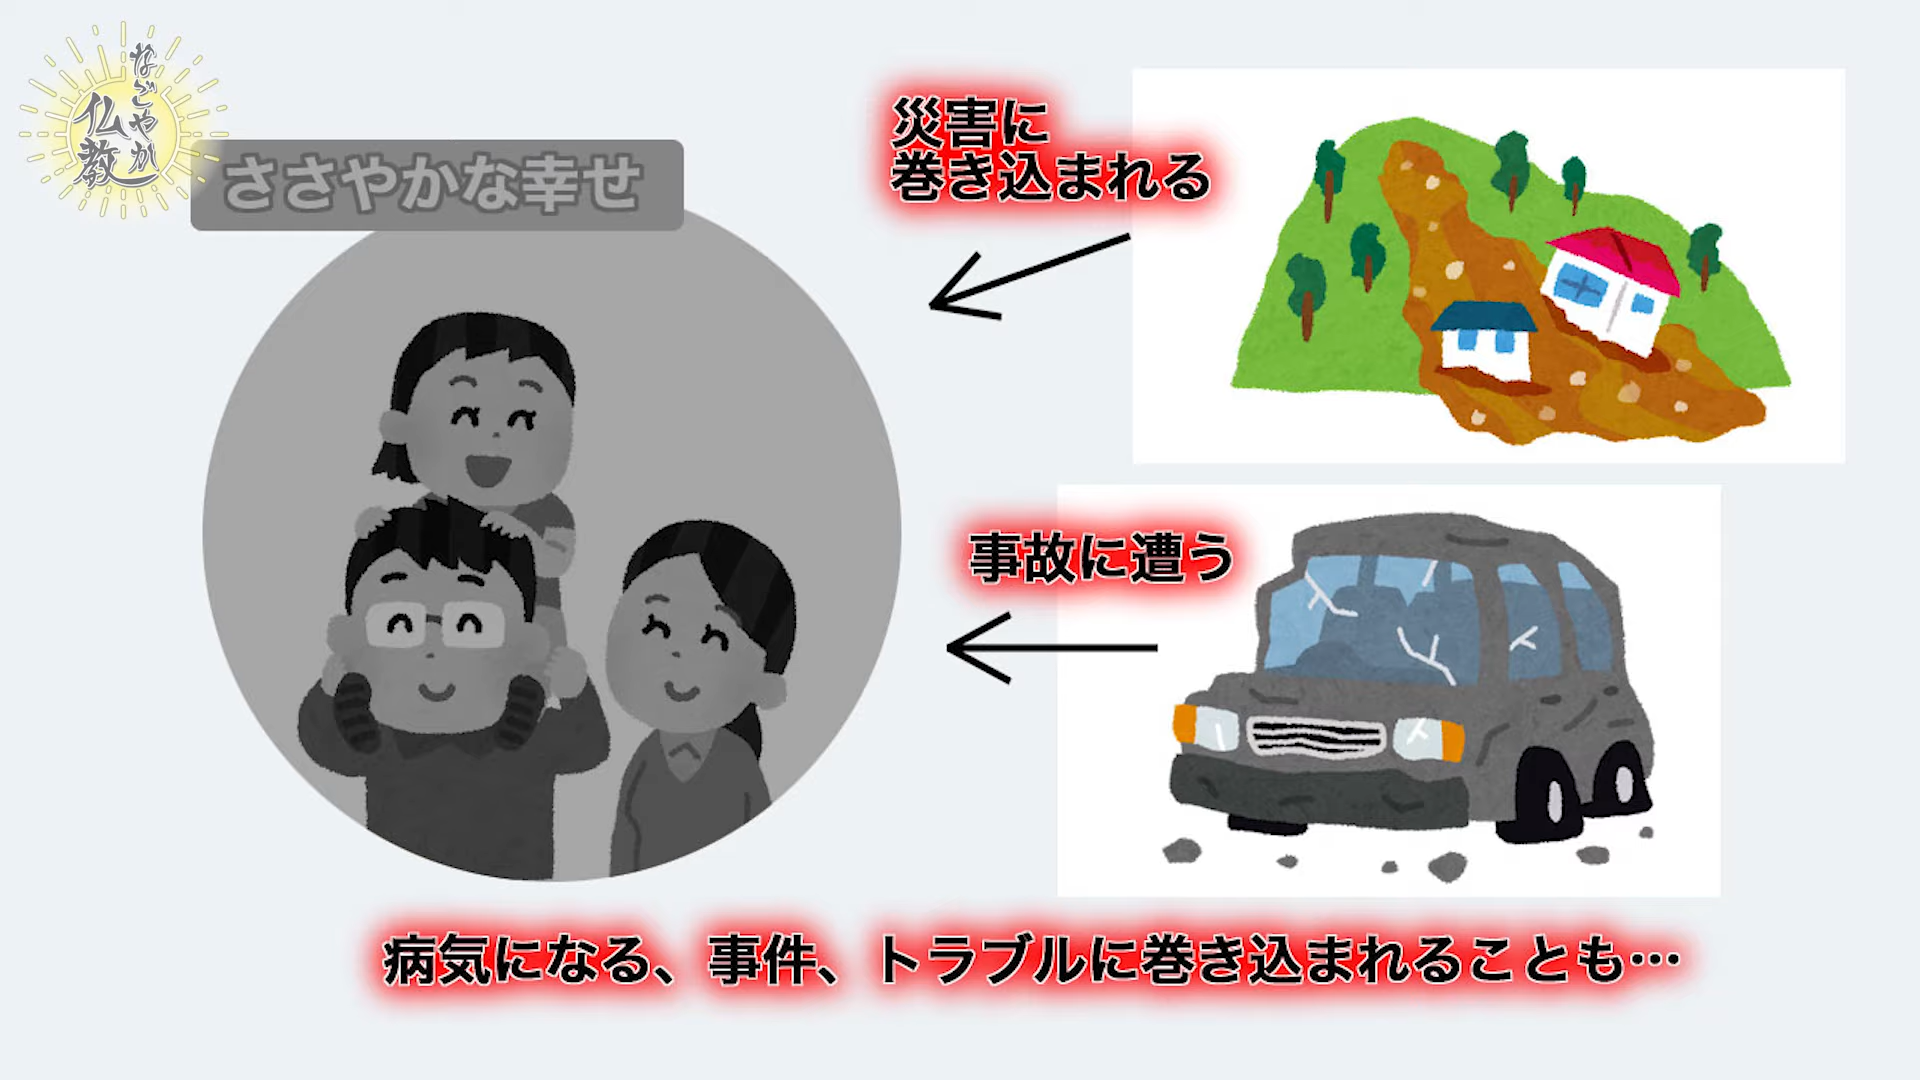 なごやか
仏教
ささやかな幸せ
災害に
巻き込まれる
事故に遭う
病気になる、事件、トラブルに巻き込まれることも…